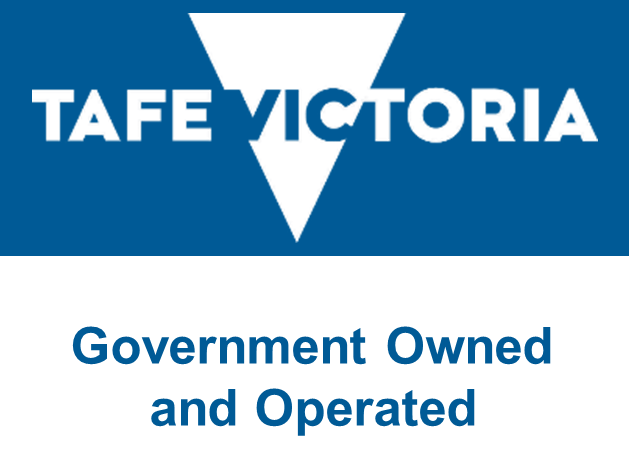 TAFE VICTORIA
Government Owned
and Operated